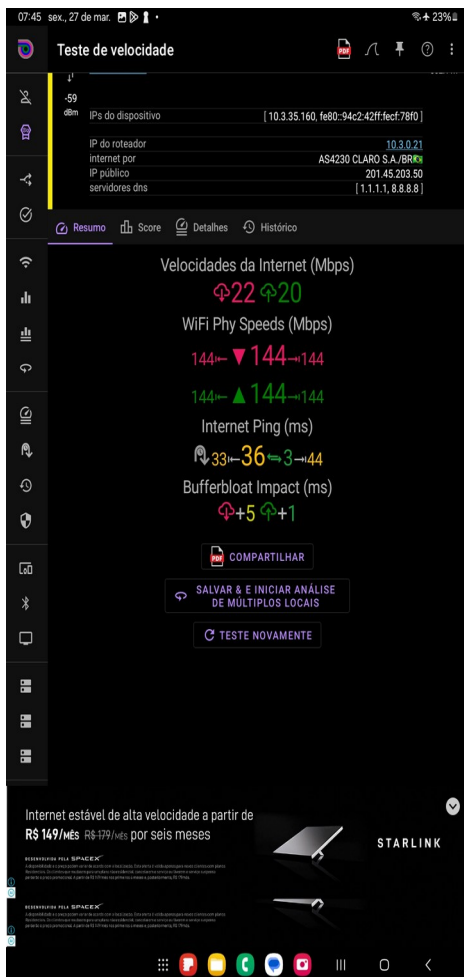 07:45 sex., 27 de mar.
23%
Teste de velocidade
PDF
-59
dBm
IPs do dispositivo [ 10.3.35.160, fe80::94c2:42ff:fecf:78f0 ]
IP do roteador 10.3.0.21
internet por AS4230 CLARO S.A./BR
IP público 201.45.203.50
servidores dns [ 1.1.1.1, 8.8.8.8 ]
Resumo Score Detalhes Histórico
Velocidades da Internet (Mbps)
22 20
WiFi Phy Speeds (Mbps)
144 144 144
144 144 144
Internet Ping (ms)
33 36 3 44
Bufferbloat Impact (ms)
+5 +1
PDF COMPARTILHAR
SALVAR & E INICIAR ANÁLISE
DE MÚLTIPLOS LOCAIS
TESTE NOVAMENTE
Internet estável de alta velocidade a partir de
R$ 149/MÊS R$ 179/MÊS por seis meses
STARLINK
DESENVOLVIDA PELA SPACEX
DESENVOLVIDA PELA SPACEX